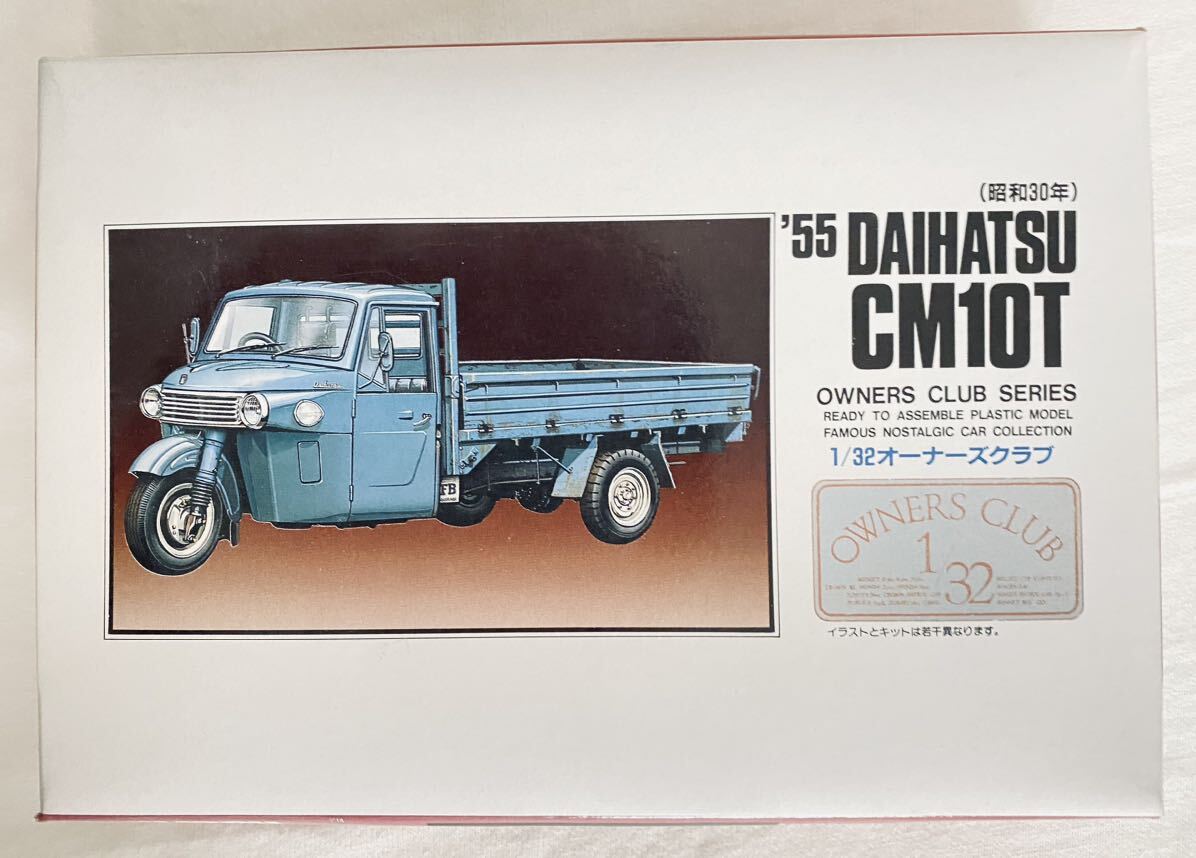 (昭和30年)
'55 DAIHATSU
CM10T
OWNERS CLUB SERIES
READY TO ASSEMBLE PLASTIC MODEL
FAMOUS NOSTALGIC CAR COLLECTION
1/32オーナーズクラブ
OWNERS CLUB
1/32
イラストとキットは若干異なります。
FB